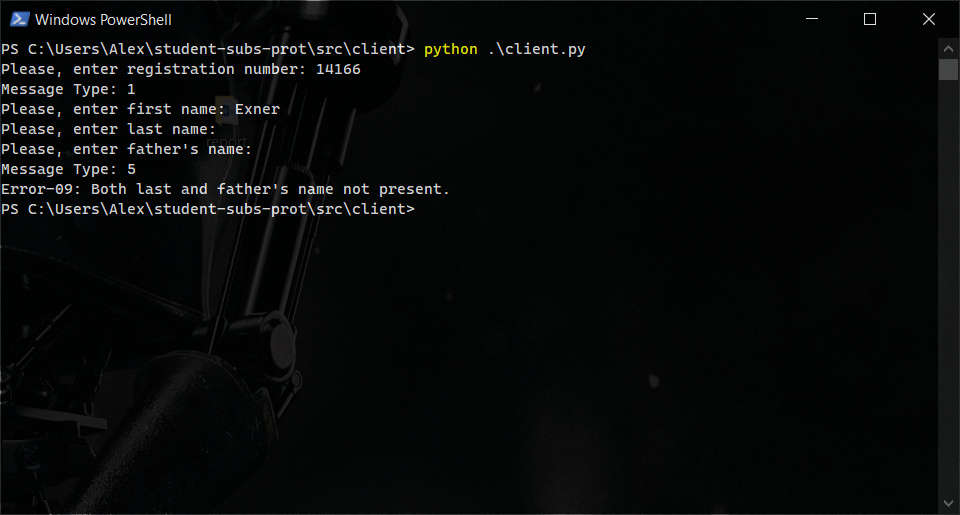 Windows PowerShell
PS C:\Users\Alex\student-subs-prot\src\client> python .\client.py
Please, enter registration number: 14166
Message Type: 1
Please, enter first name: Exner
Please, enter last name:
report
Please, enter father's name:
Message Type: 5
Error-09: Both last and father's name not present.
PS C:\Users\Alex\student-subs-prot\src\client>